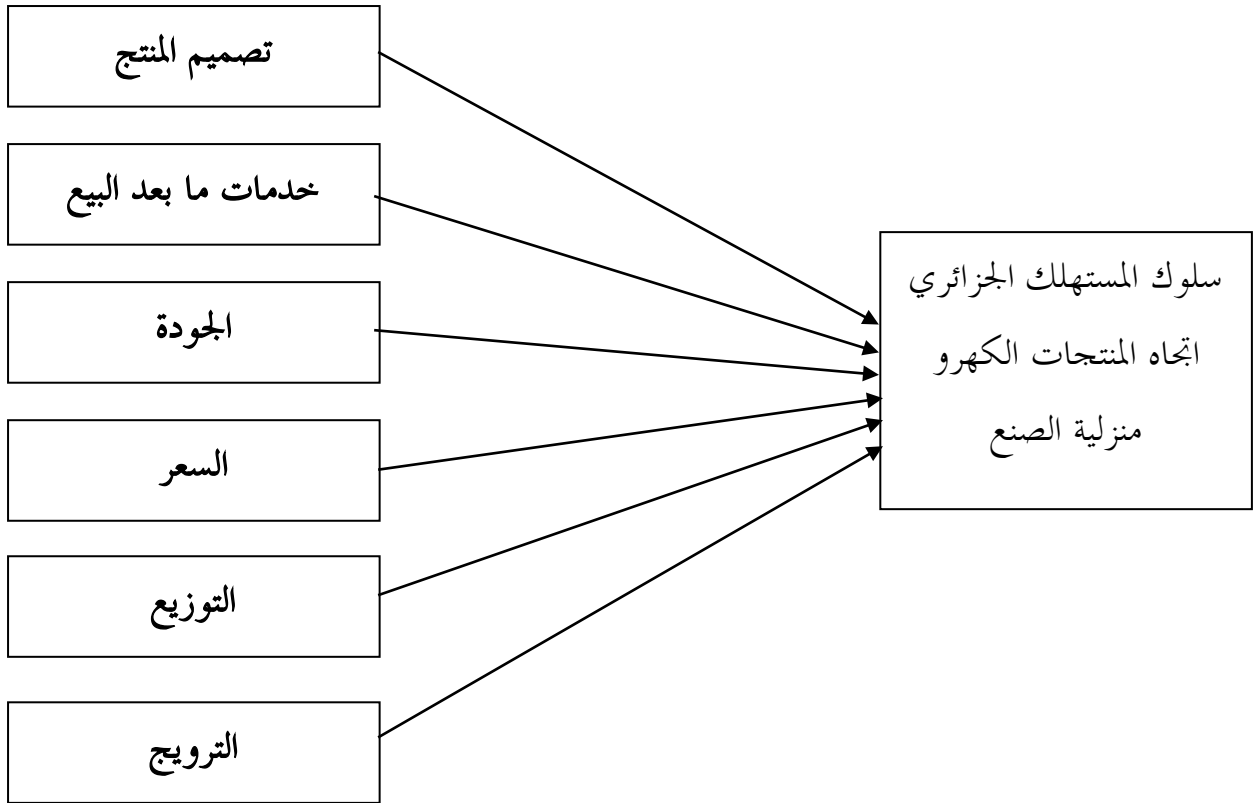 تصميم المنتج
خدمات ما بعد البيع
الجودة
السعر
التوزيع
الترويج
سلوك المستهلك الجزائري
اتجاه المنتجات الكهرو
منزلية الصنع